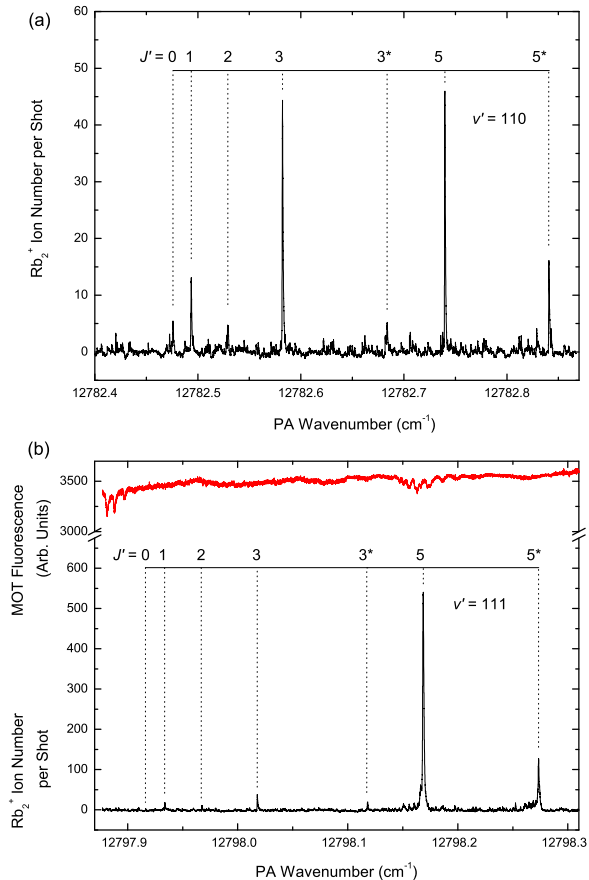 (a)
60
50
40
30
20
10
0
Rb₂⁺ Ion Number per Shot
J' = 0 1 2 3 3* 5 5*
v' = 110
12782.4 12782.5 12782.6 12782.7 12782.8
PA Wavenumber (cm⁻¹)
(b)
3500
3000
MOT Fluorescence
(Arb. Units)
J' = 0 1 2 3 3* 5 5*
v' = 111
600
500
400
300
200
100
0
Rb₂⁺ Ion Number
per Shot
12797.9 12798.0 12798.1 12798.2 12798.3
PA Wavenumber (cm⁻¹)